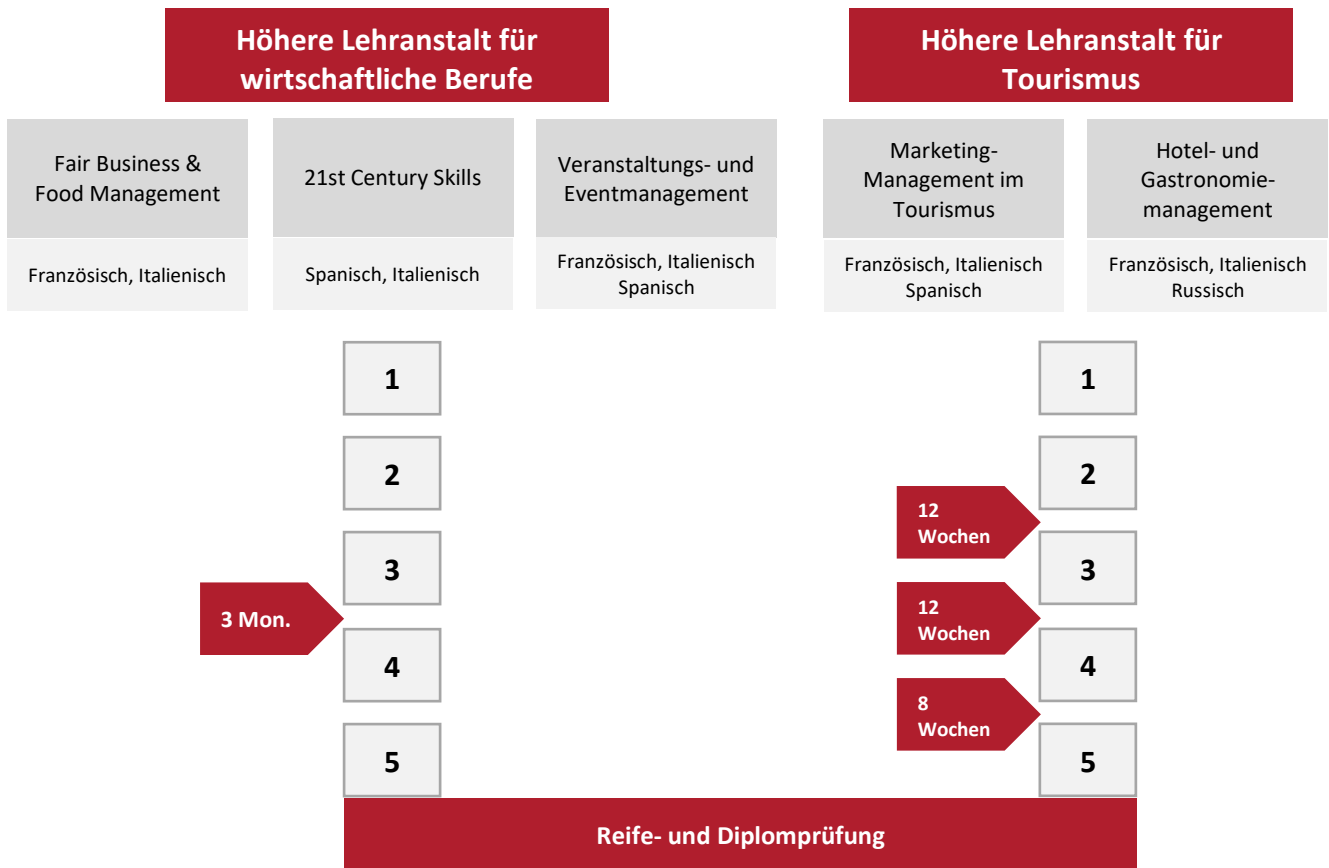 Höhere Lehranstalt für
wirtschaftliche Berufe
Höhere Lehranstalt für
Tourismus
Fair Business &
Food Management
21st Century Skills
Veranstaltungs- und
Eventmanagement
Marketing-
Management im
Tourismus
Hotel- und
Gastronomie-
management
Französisch, Italienisch
Spanisch, Italienisch
Französisch, Italienisch
Spanisch
Französisch, Italienisch
Spanisch
Französisch, Italienisch
Russisch
1
2
3
3 Mon.
4
5
1
2
12
Wochen
3
12
Wochen
4
8
Wochen
5
Reife- und Diplomprüfung